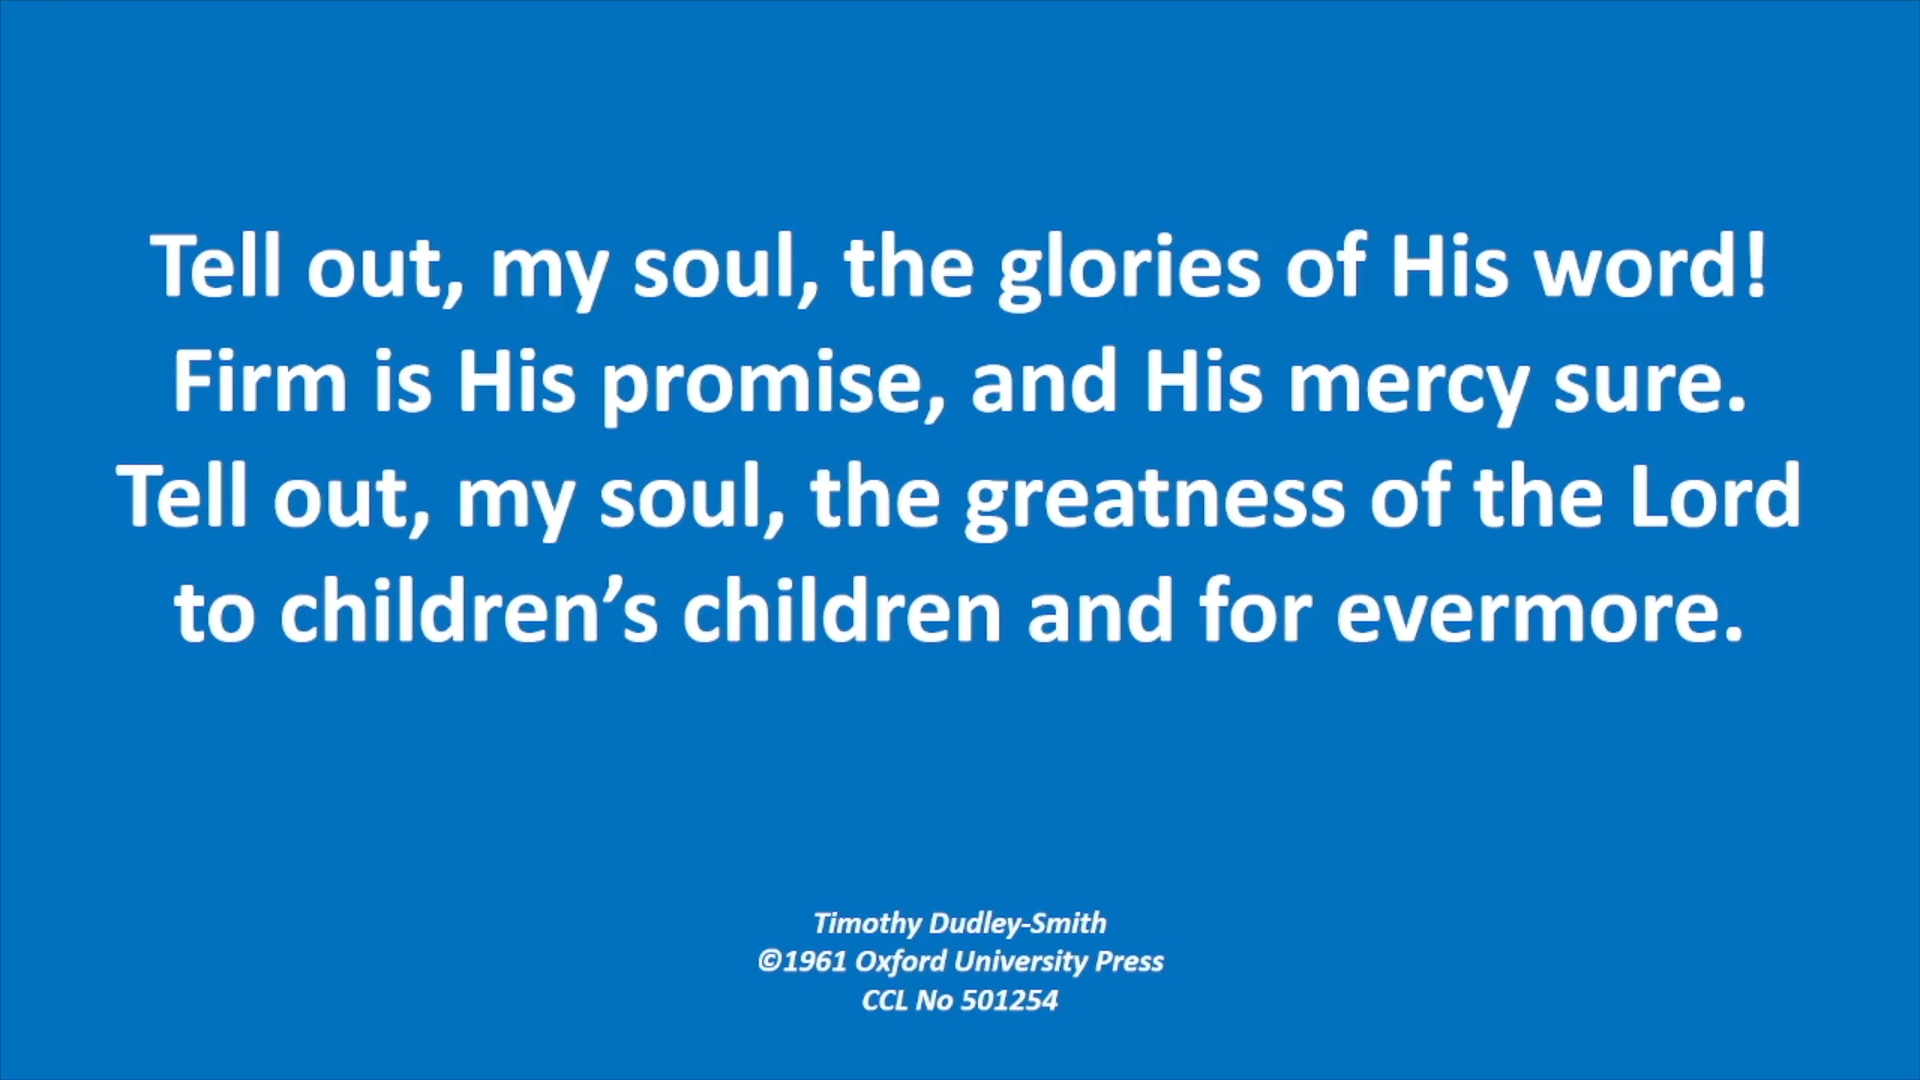 Tell out, my soul, the glories of His word!
Firm is His promise, and His mercy sure.
Tell out, my soul, the greatness of the Lord
to children’s children and for evermore.
Timothy Dudley-Smith
©1961 Oxford University Press
CCL No 501254